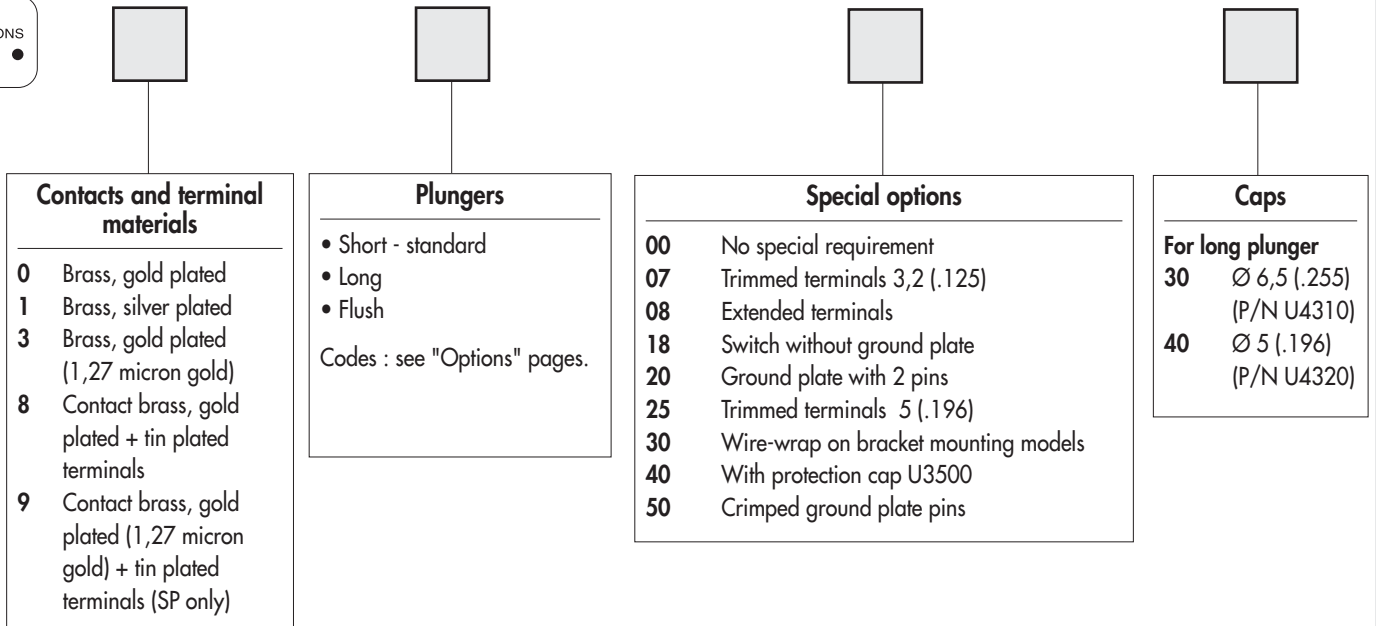 Contacts and terminal
materials
0 Brass, gold plated
1 Brass, silver plated
3 Brass, gold plated
(1,27 micron gold)
8 Contact brass, gold
plated + tin plated
terminals
9 Contact brass, gold
plated (1,27 micron
gold) + tin plated
terminals (SP only)
Plungers
• Short - standard
• Long
• Flush
Codes : see "Options" pages.
Special options
00 No special requirement
07 Trimmed terminals 3,2 (.125)
08 Extended terminals
18 Switch without ground plate
20 Ground plate with 2 pins
25 Trimmed terminals 5 (.196)
30 Wire-wrap on bracket mounting models
40 With protection cap U3500
50 Crimped ground plate pins
Caps
For long plunger
30 Ø 6,5 (.255)
(P/N U4310)
40 Ø 5 (.196)
(P/N U4320)